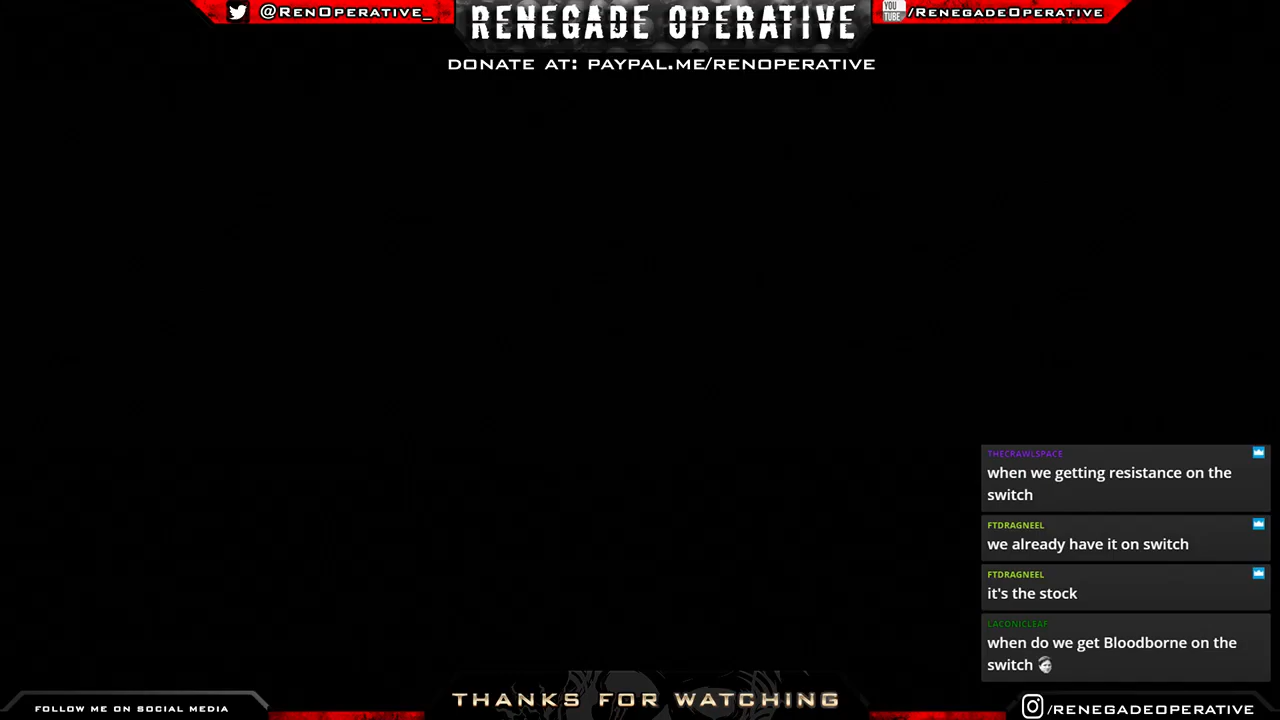 @RENOPERATIVE_
RENEGADE OPERATIVE
YOU TUBE /RENEGADEOPERATIVE
DONATE AT: PAYPAL.ME/RENOPERATIVE
THECRAWLSPACE
when we getting resistance on the
switch
FTDRAGNEEL
we already have it on switch
FTDRAGNEEL
it's the stock
LACONICLEAF
when do we get Bloodborne on the
switch
FOLLOW ME ON SOCIAL MEDIA
THANKS FOR WATCHING
/RENEGADEOPERATIVE